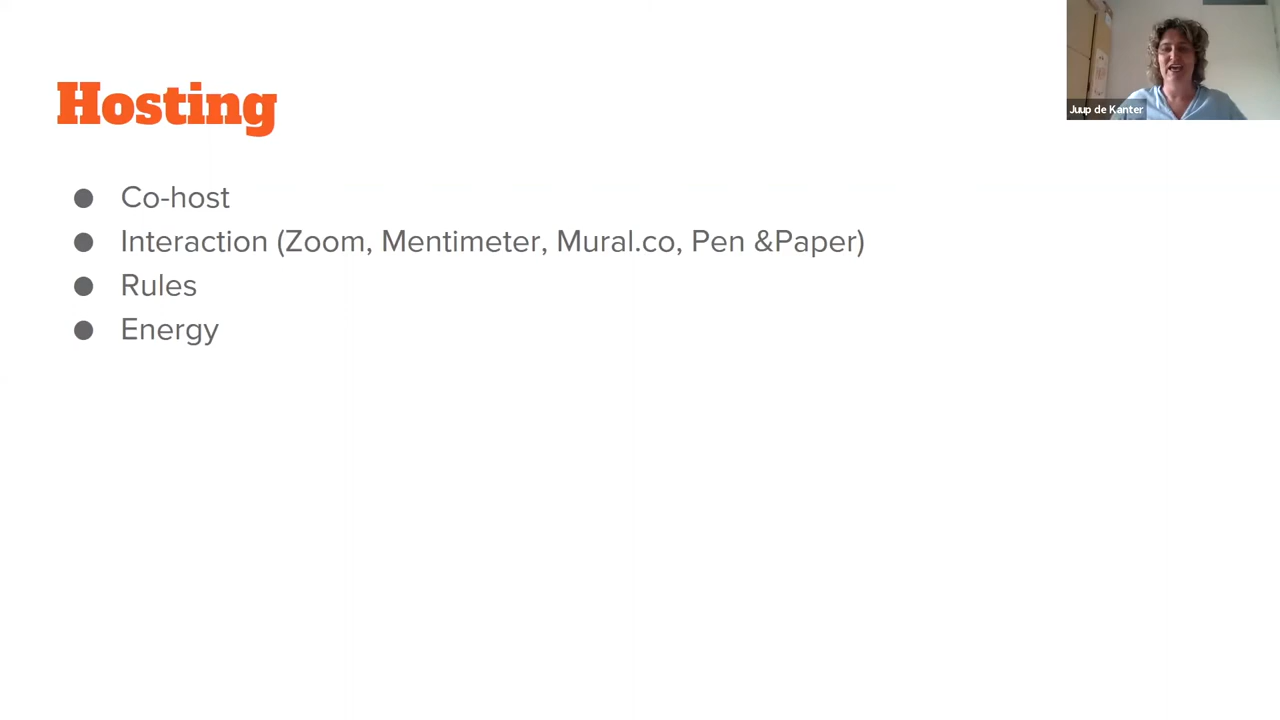 Hosting
Juup de Kanter
● Co-host
● Interaction (Zoom, Mentimeter, Mural.co, Pen &Paper)
● Rules
● Energy